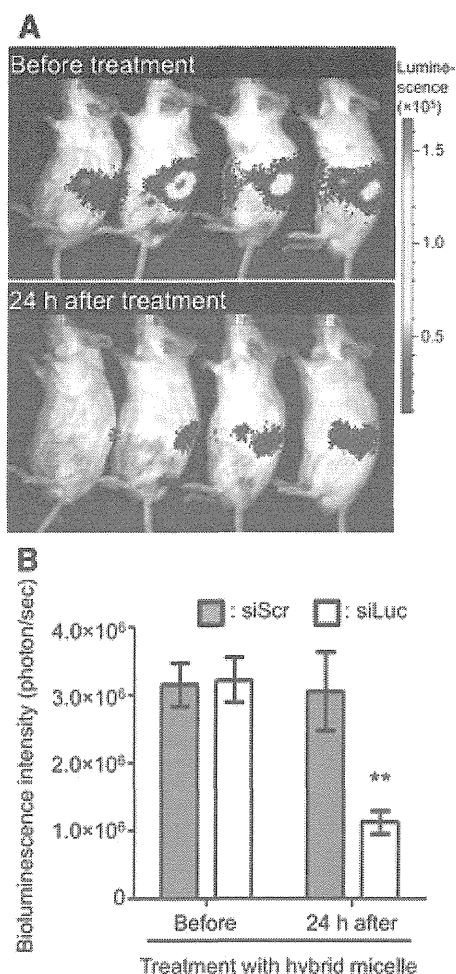 A
Before treatment
Lumine-
scence
(×10⁵)
1.5
1.0
0.5
24 h after treatment
B
: siScr : siLuc
Bioluminescence intensity (photon/sec)
4.0×10⁶
3.0×10⁶
2.0×10⁶
1.0×10⁶
0
**
Before 24 h after
Treatment with hybrid micelle